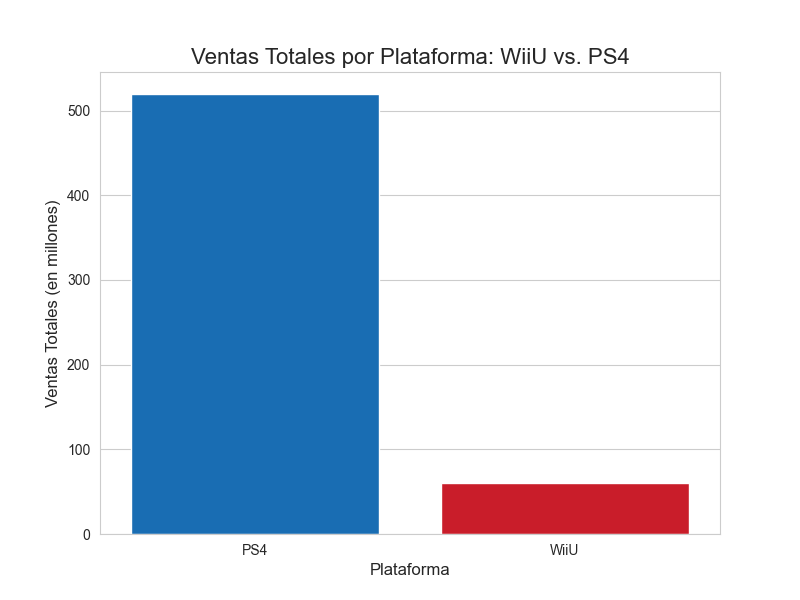 Ventas Totales por Plataforma: WiiU vs. PS4
Ventas Totales (en millones)
500
400
300
200
100
0
PS4 WiiU
Plataforma